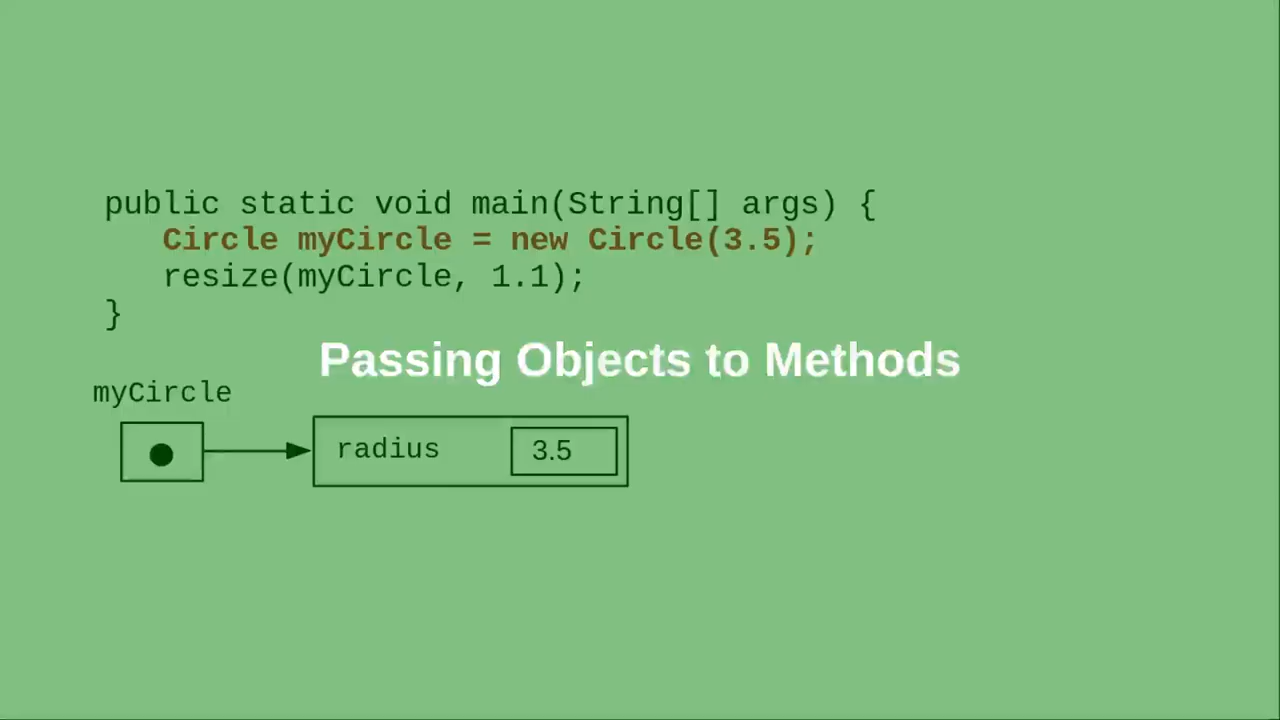 public static void main(String[] args) {
Circle myCircle = new Circle(3.5);
resize(myCircle, 1.1);
}
Passing Objects to Methods
myCircle
radius 3.5